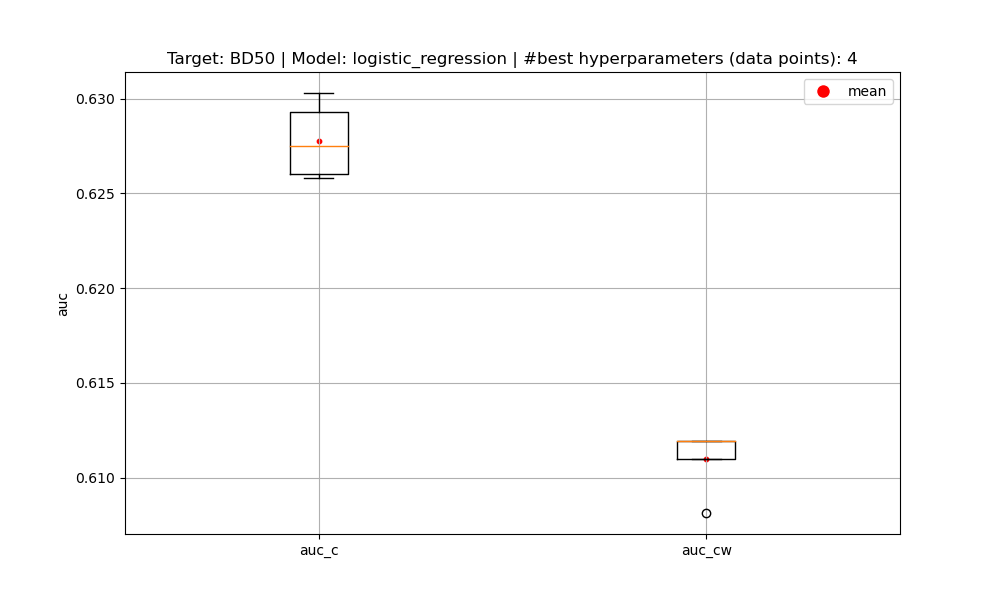 Target: BD50 | Model: logistic_regression | #best hyperparameters (data points): 4
mean
0.630
0.625
0.620
0.615
0.610
auc
auc_c
auc_cw